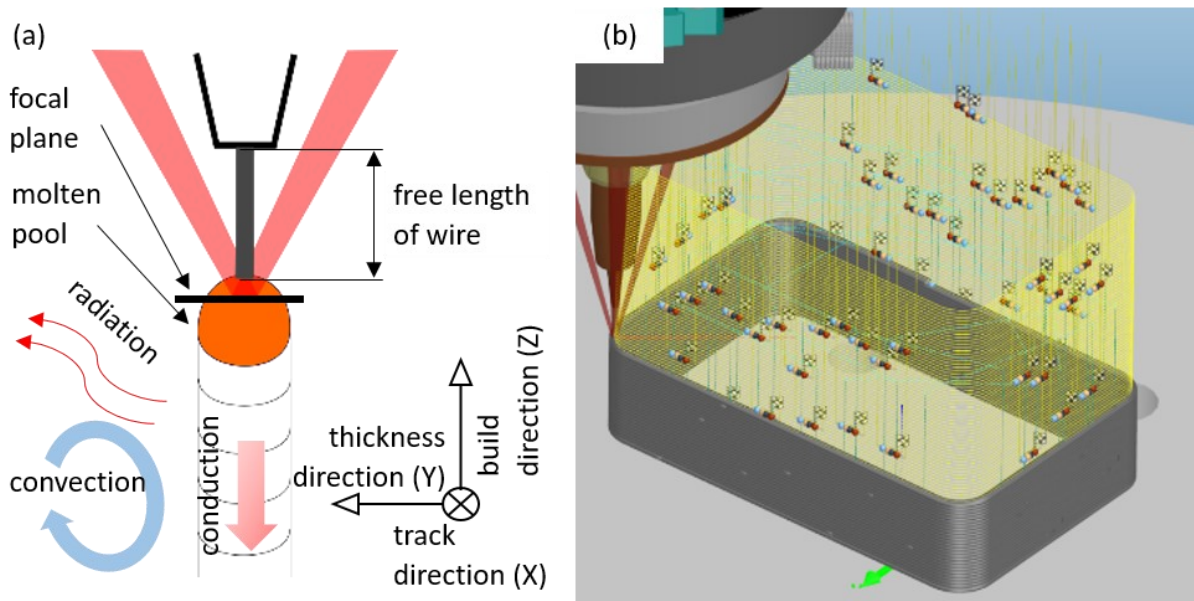 (a)
focal
plane
molten
pool
free length
of wire
radiation
convection
conduction
thickness
direction (Y)
build
direction (Z)
track
direction (X)
(b)